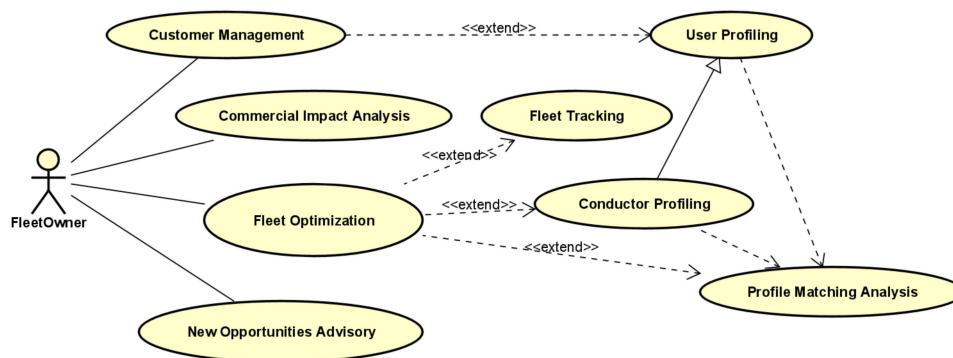 Customer Management
<<extend>>
User Profiling
Commercial Impact Analysis
Fleet Tracking
<<extend>>
FleetOwner
Fleet Optimization
<<extend>>
Conductor Profiling
<<extend>>
Profile Matching Analysis
New Opportunities Advisory